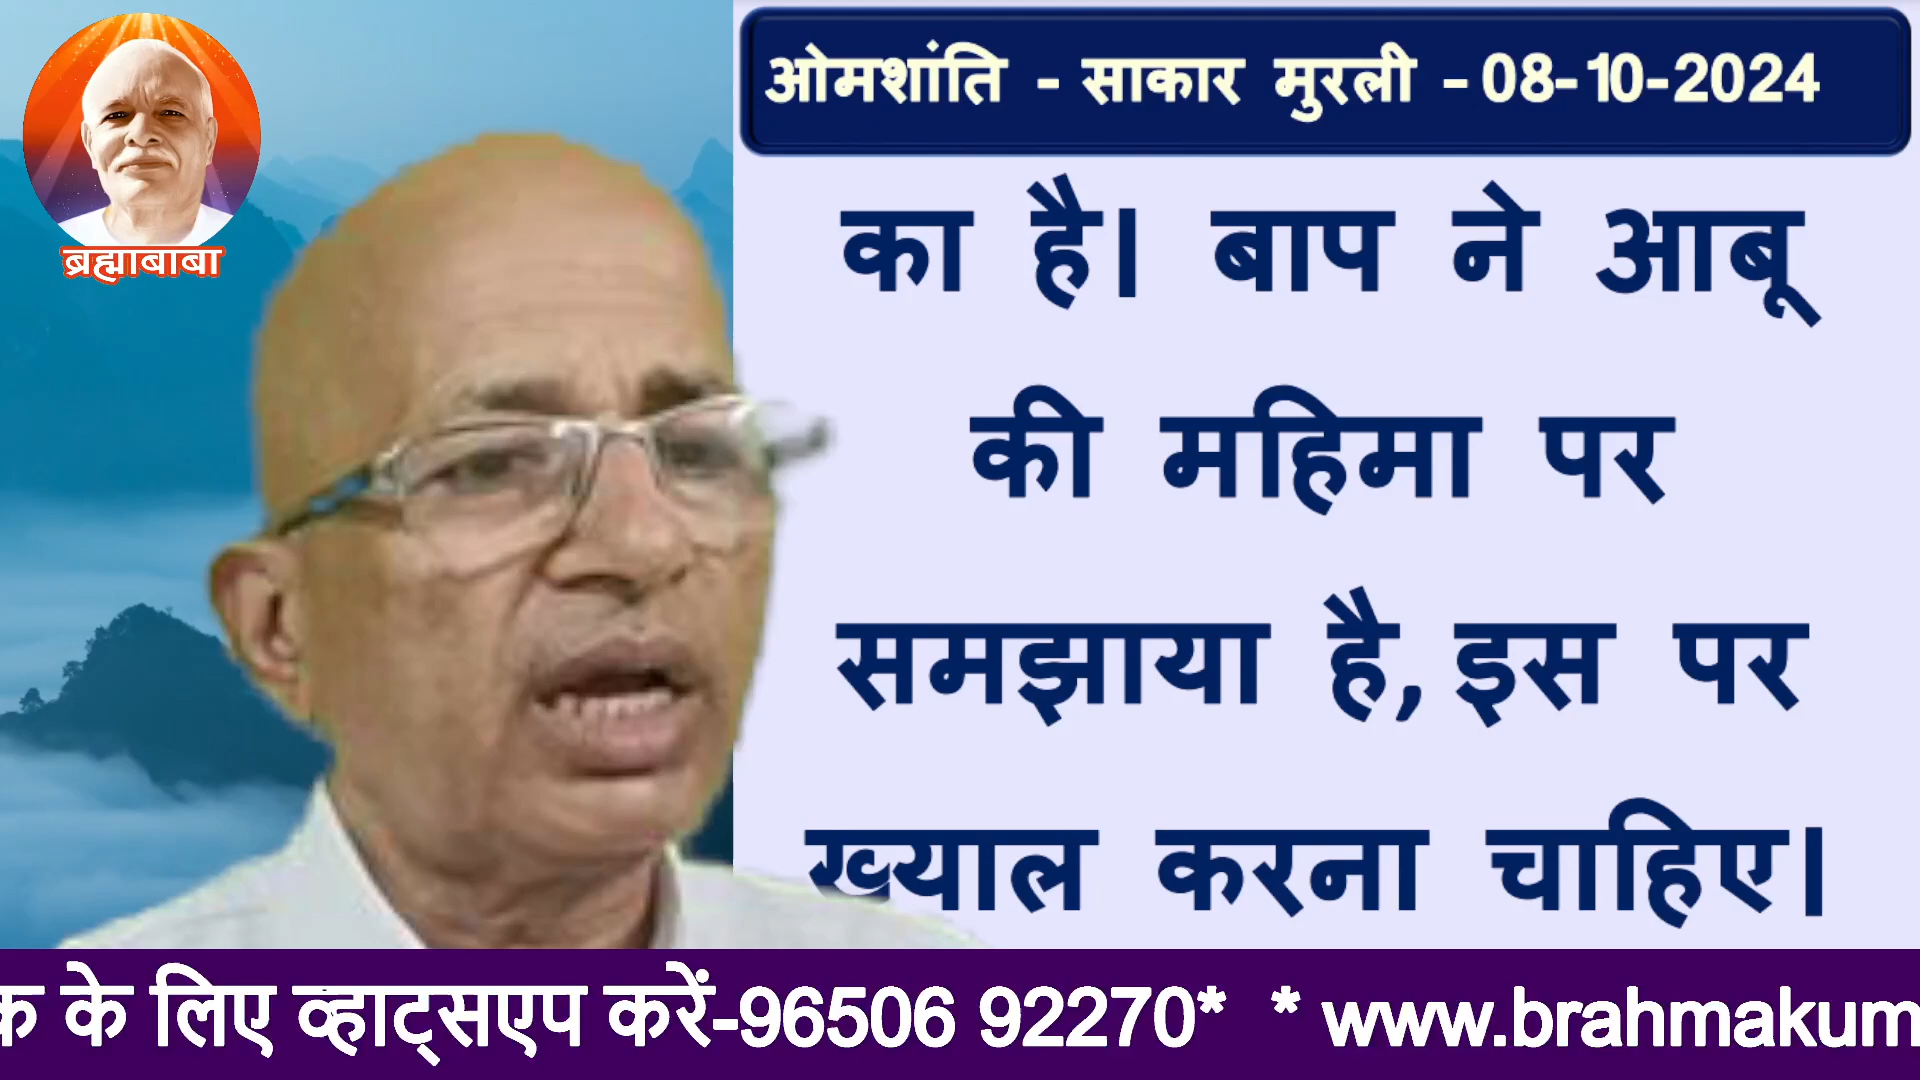 ब्रह्माबाबा
ओमशांति - साकार मुरली - 08-10-2024
का है। बाप ने आबू
की महिमा पर
समझाया है, इस पर
ख्याल करना चाहिए।
के लिए व्हाट्सएप करें-96506 92270* * www.brahmakum